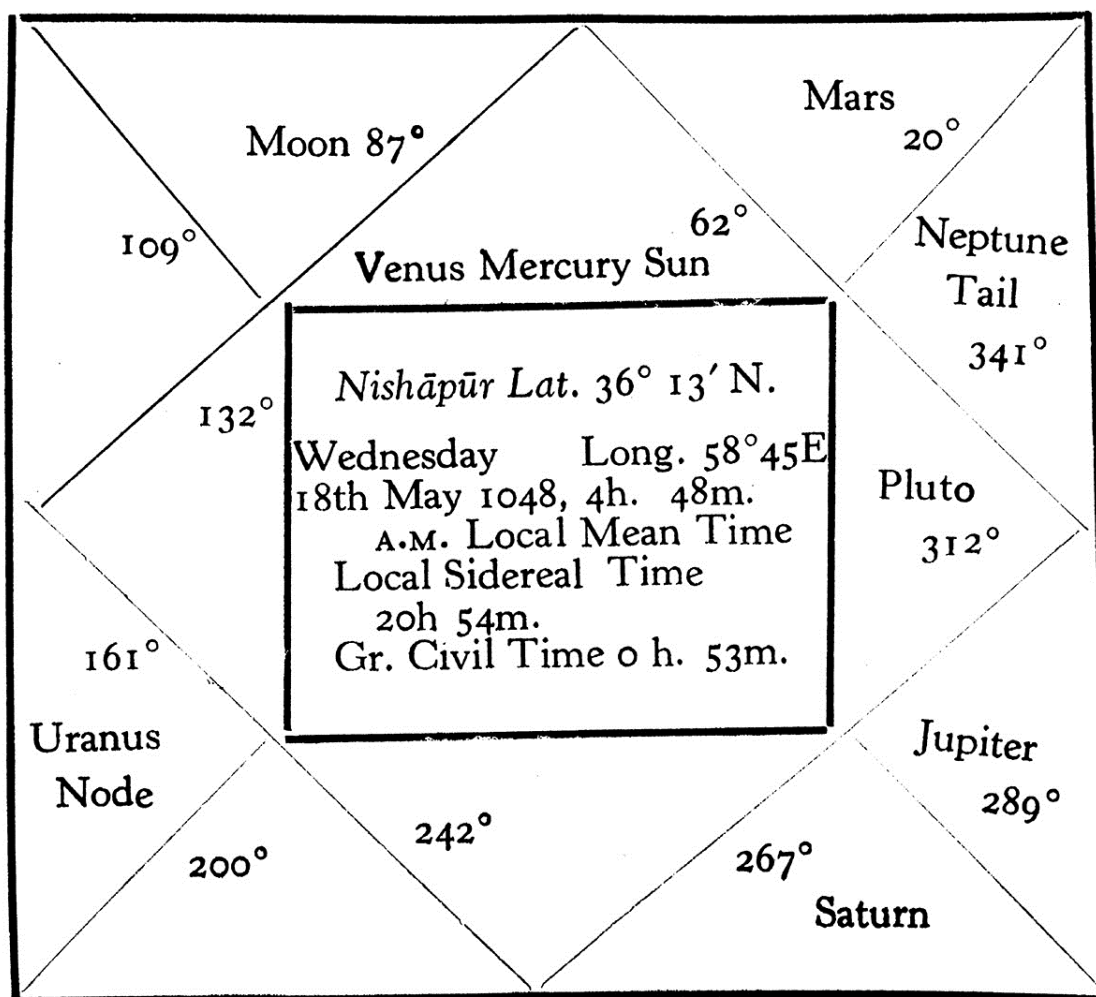 Mars
20°
Moon 87°
109°
62°
Venus Mercury Sun
Neptune
Tail
341°
132°
Nishāpūr Lat. 36° 13′ N.
Wednesday Long. 58°45E
18th May 1048, 4h. 48m.
A.M. Local Mean Time
Local Sidereal Time
20h 54m.
Gr. Civil Time 0 h. 53m.
Pluto
312°
161°
Uranus
Node
200°
242°
267°
Saturn
Jupiter
289°